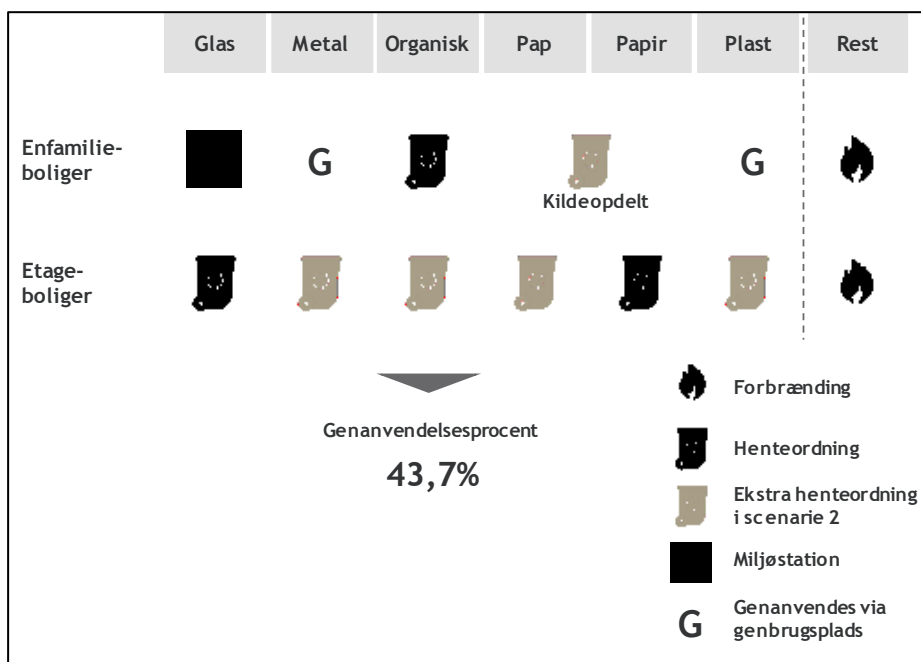 Glas Metal Organisk Pap Papir Plast Rest
Enfamilie-
boliger
G
G
Kildeopdelt
Etage-
boliger
Genanvendelsesprocent
43,7%
Forbrænding
Henteordning
Ekstra henteordning
i scenarie 2
Miljøstation
G
Genanvendes via
genbrugsplads